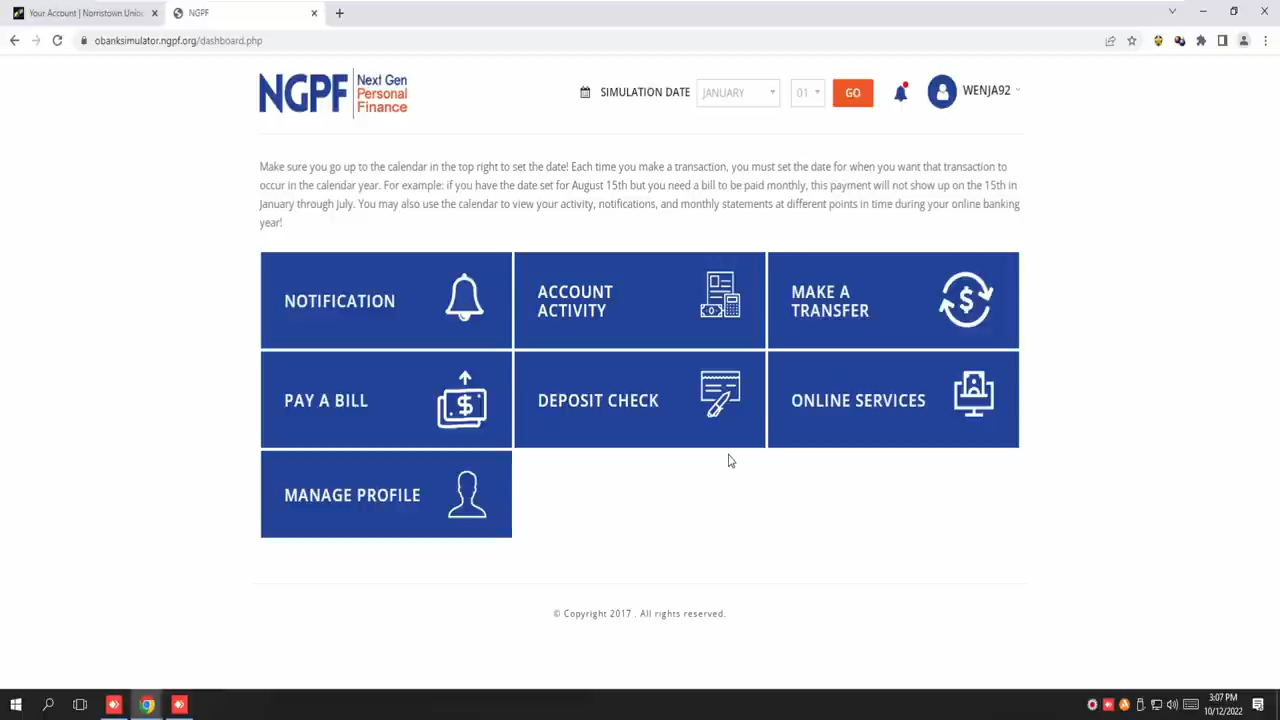 Your Account | Norristown Unio
NGPF
obanksimulator.ngpf.org/dashboard.php
NGPF Next Gen
Personal
Finance
SIMULATION DATE JANUARY 01 GO WENJA92
Make sure you go up to the calendar in the top right to set the date! Each time you make a transaction, you must set the date for when you want that transaction to
occur in the calendar year. For example: if you have the date set for August 15th but you need a bill to be paid monthly, this payment will not show up on the 15th in
January through July. You may also use the calendar to view your activity, notifications, and monthly statements at different points in time during your online banking
year!
NOTIFICATION
ACCOUNT
ACTIVITY
MAKE A
TRANSFER
PAY A BILL
DEPOSIT CHECK
ONLINE SERVICES
MANAGE PROFILE
© Copyright 2017 . All rights reserved.
3:07 PM
10/12/2022